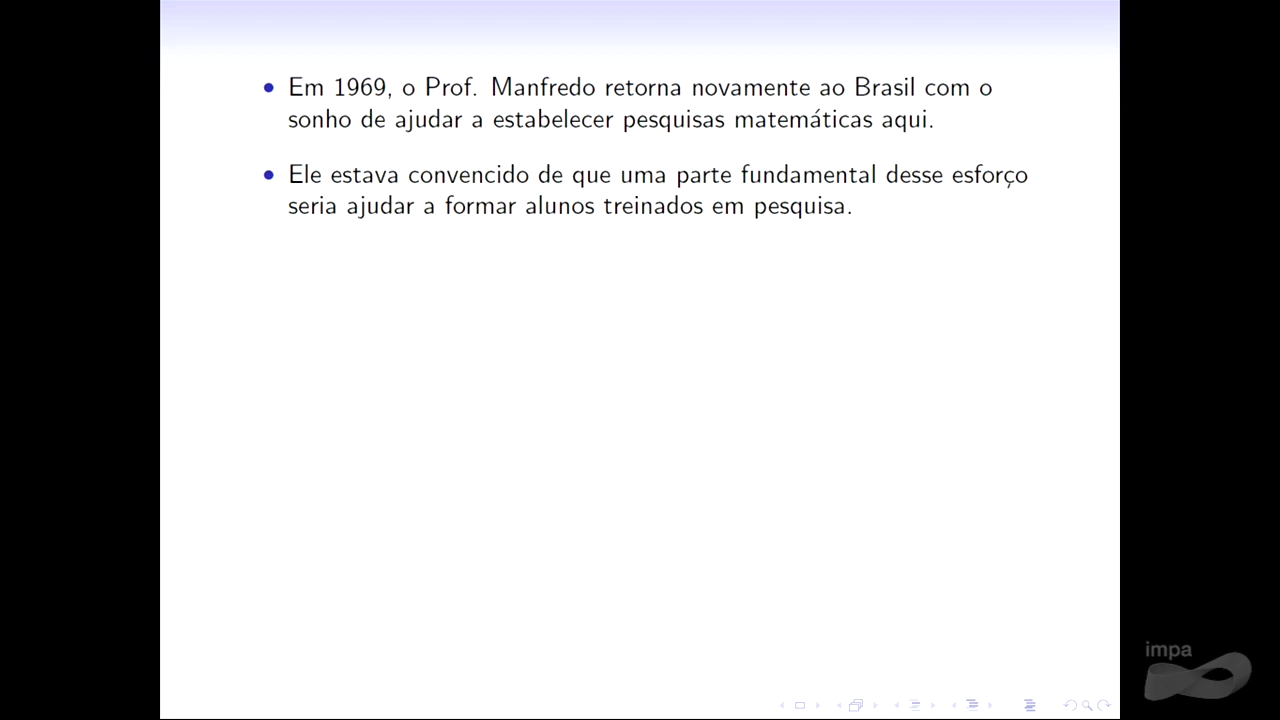 Em 1969, o Prof. Manfredo retorna novamente ao Brasil com o
sonho de ajudar a estabelecer pesquisas matemáticas aqui.
Ele estava convencido de que uma parte fundamental desse esforço
seria ajudar a formar alunos treinados em pesquisa.
impa